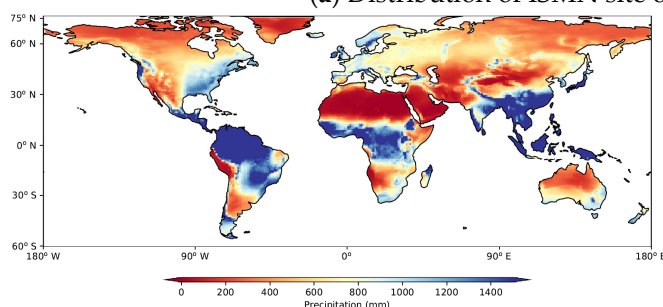 (a) Distribution of ISMN site
75° N
60° N
30° N
0° N
30° S
60° S
180° W 90° W 0° 90° E 180° E
0 200 400 600 800 1000 1200 1400
Precipitation (mm)